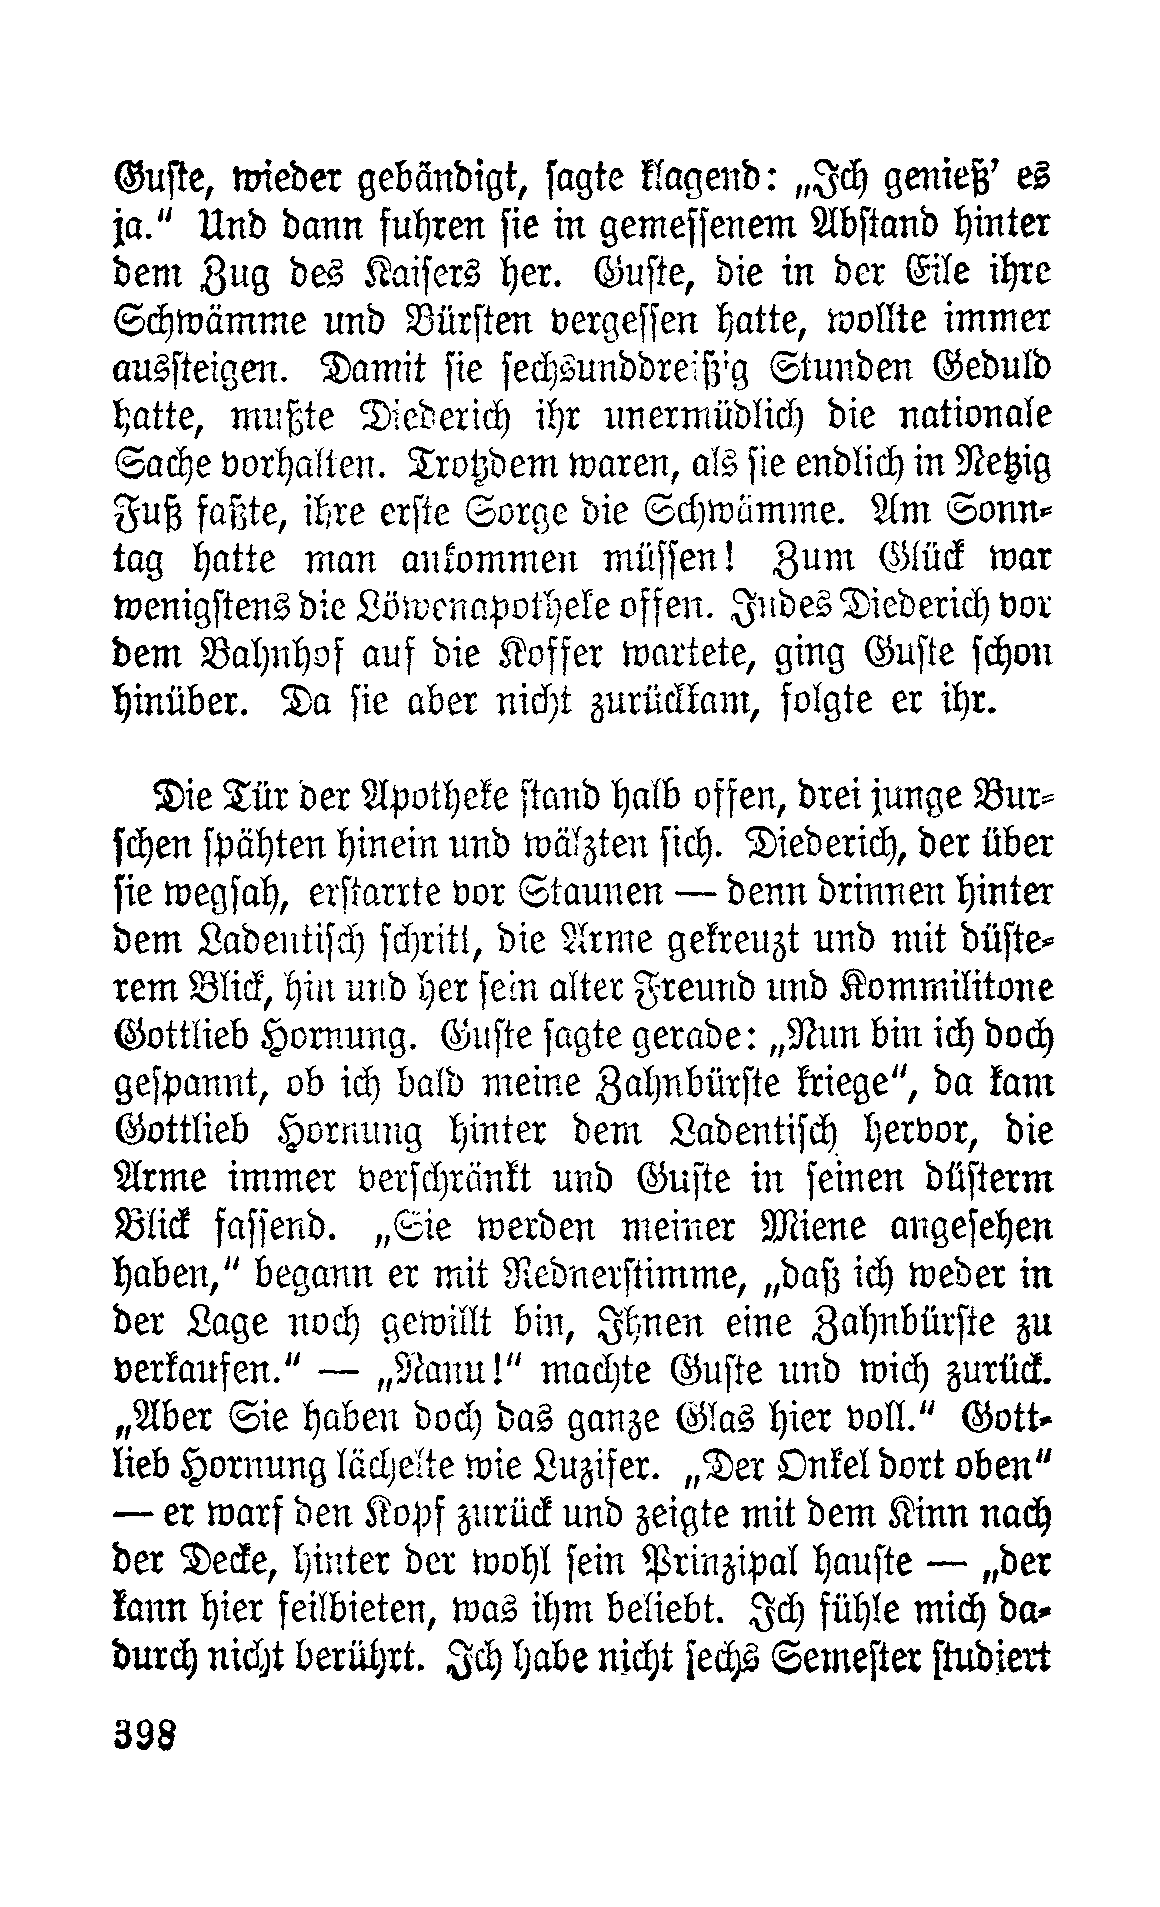 Guste, wieder gebändigt, sagte klagend: „Ich genieß’ es
ja.“ Und dann fuhren sie in gemessenem Abstand hinter
dem Zug des Kaisers her. Guste, die in der Eile ihre
Schwämme und Bürsten vergessen hatte, wollte immer
aussteigen. Damit sie sechsunddreißig Stunden Geduld
hatte, mußte Diederich ihr unermüdlich die nationale
Sache vorhalten. Trotzdem waren, als sie endlich in Netzig
Fuß faßte, ihre erste Sorge die Schwämme. Am Sonn-
tag hatte man ankommen müssen! Zum Glück war
wenigstens die Löwenapotheke offen. Indes Diederich vor
dem Bahnhof auf die Koffer wartete, ging Guste schon
hinüber. Da sie aber nicht zurückkam, folgte er ihr.
Die Tür der Apotheke stand halb offen, drei junge Bur-
schen spähten hinein und wälzten sich. Diederich, der über
sie wegsah, erstarrte vor Staunen — denn drinnen hinter
dem Ladentisch schritt, die Arme gekreuzt und mit düste-
rem Blick, hin und her sein alter Freund und Kommilitone
Gottlieb Hornung. Guste sagte gerade: „Nun bin ich doch
gespannt, ob ich bald meine Zahnbürste kriege“, da kam
Gottlieb Hornung hinter dem Ladentisch hervor, die
Arme immer verschränkt und Guste in seinen düsterm
Blick fassend. „Sie werden meiner Miene angesehen
haben,“ begann er mit Rednerstimme, „daß ich weder in
der Lage noch gewillt bin, Ihnen eine Zahnbürste zu
verkaufen.“ — „Nanu!“ machte Guste und wich zurück.
„Aber Sie haben doch das ganze Glas hier voll.“ Gott-
lieb Hornung lächelte wie Luzifer. „Der Onkel dort oben“
— er warf den Kopf zurück und zeigte mit dem Kinn nach
der Decke, hinter der wohl sein Prinzipal hauste — „der
kann hier feilbieten, was ihm beliebt. Ich fühle mich da-
durch nicht berührt. Ich habe nicht sechs Semester studiert
398